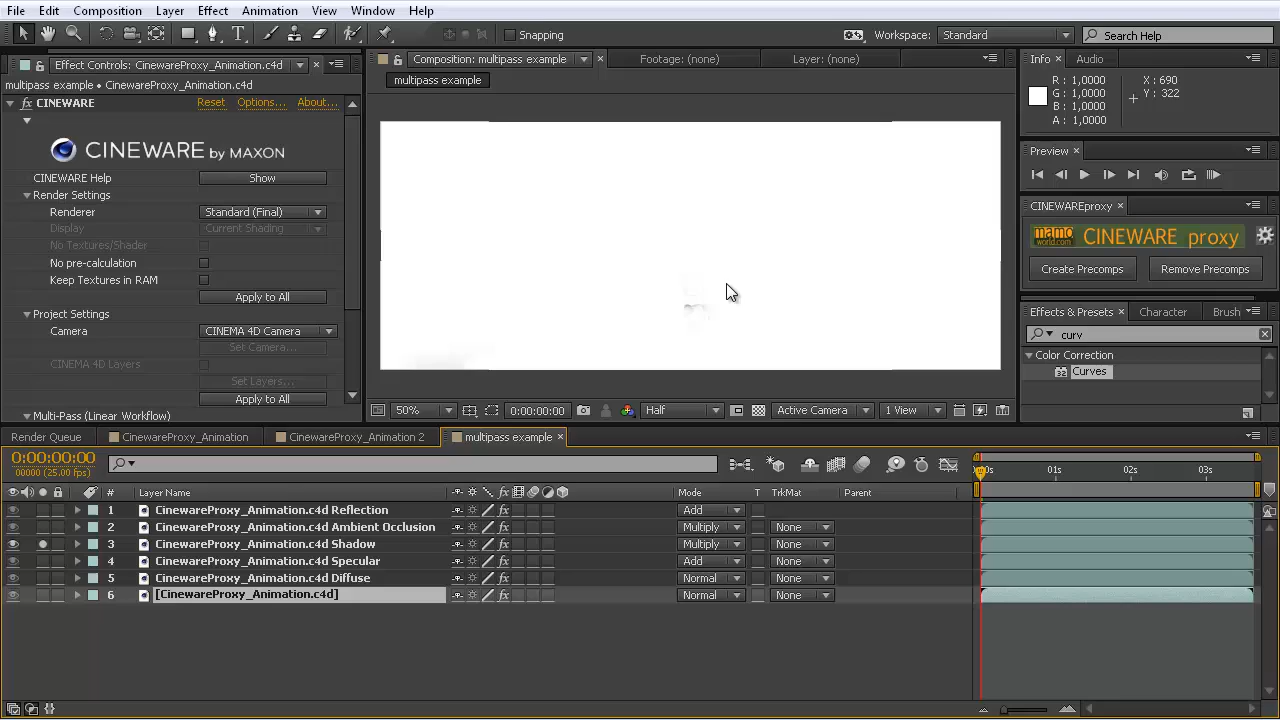 File Edit Composition Layer Effect Animation View Window Help
Snapping Workspace: Standard Search Help
Effect Controls: CinewareProxy_Animation.c4d
Composition: multipass example Footage: (none) Layer: (none)
Info Audio
multipass example • CinewareProxy_Animation.c4d
multipass example
R : 1,0000
G : 1,0000
B : 1,0000
A : 1,0000
X : 690
Y : 322
CINEWARE Reset Options... About...
CINEWARE by MAXON
CINEWARE Help Show
Render Settings
Renderer Standard (Final)
Display Current Shading
No Textures/Shader
No pre-calculation
Keep Textures in RAM
Apply to All
Project Settings
Camera CINEMA 4D Camera
Set Camera...
CINEMA 4D Layers
Set Layers...
Apply to All
Multi-Pass (Linear Workflow)
Preview
CINEWAREproxy
mamo
world.com
CINEWARE proxy
Create Precomps Remove Precomps
Effects & Presets Character Brush
curv
Color Correction
32 Curves
50% 0:00:00:00 Half Active Camera 1 View
Render Queue CinewareProxy_Animation CinewareProxy_Animation 2 multipass example
0:00:00:00
00000 (25.00 fps)
00s 01s 02s 03s
# Layer Name fx Mode T TrkMat Parent
1 CinewareProxy_Animation.c4d Reflection fx Add
2 CinewareProxy_Animation.c4d Ambient Occlusion fx Multiply None
3 CinewareProxy_Animation.c4d Shadow fx Multiply None
4 CinewareProxy_Animation.c4d Specular fx Add None
5 CinewareProxy_Animation.c4d Diffuse fx Normal None
6 [CinewareProxy_Animation.c4d] fx Normal None